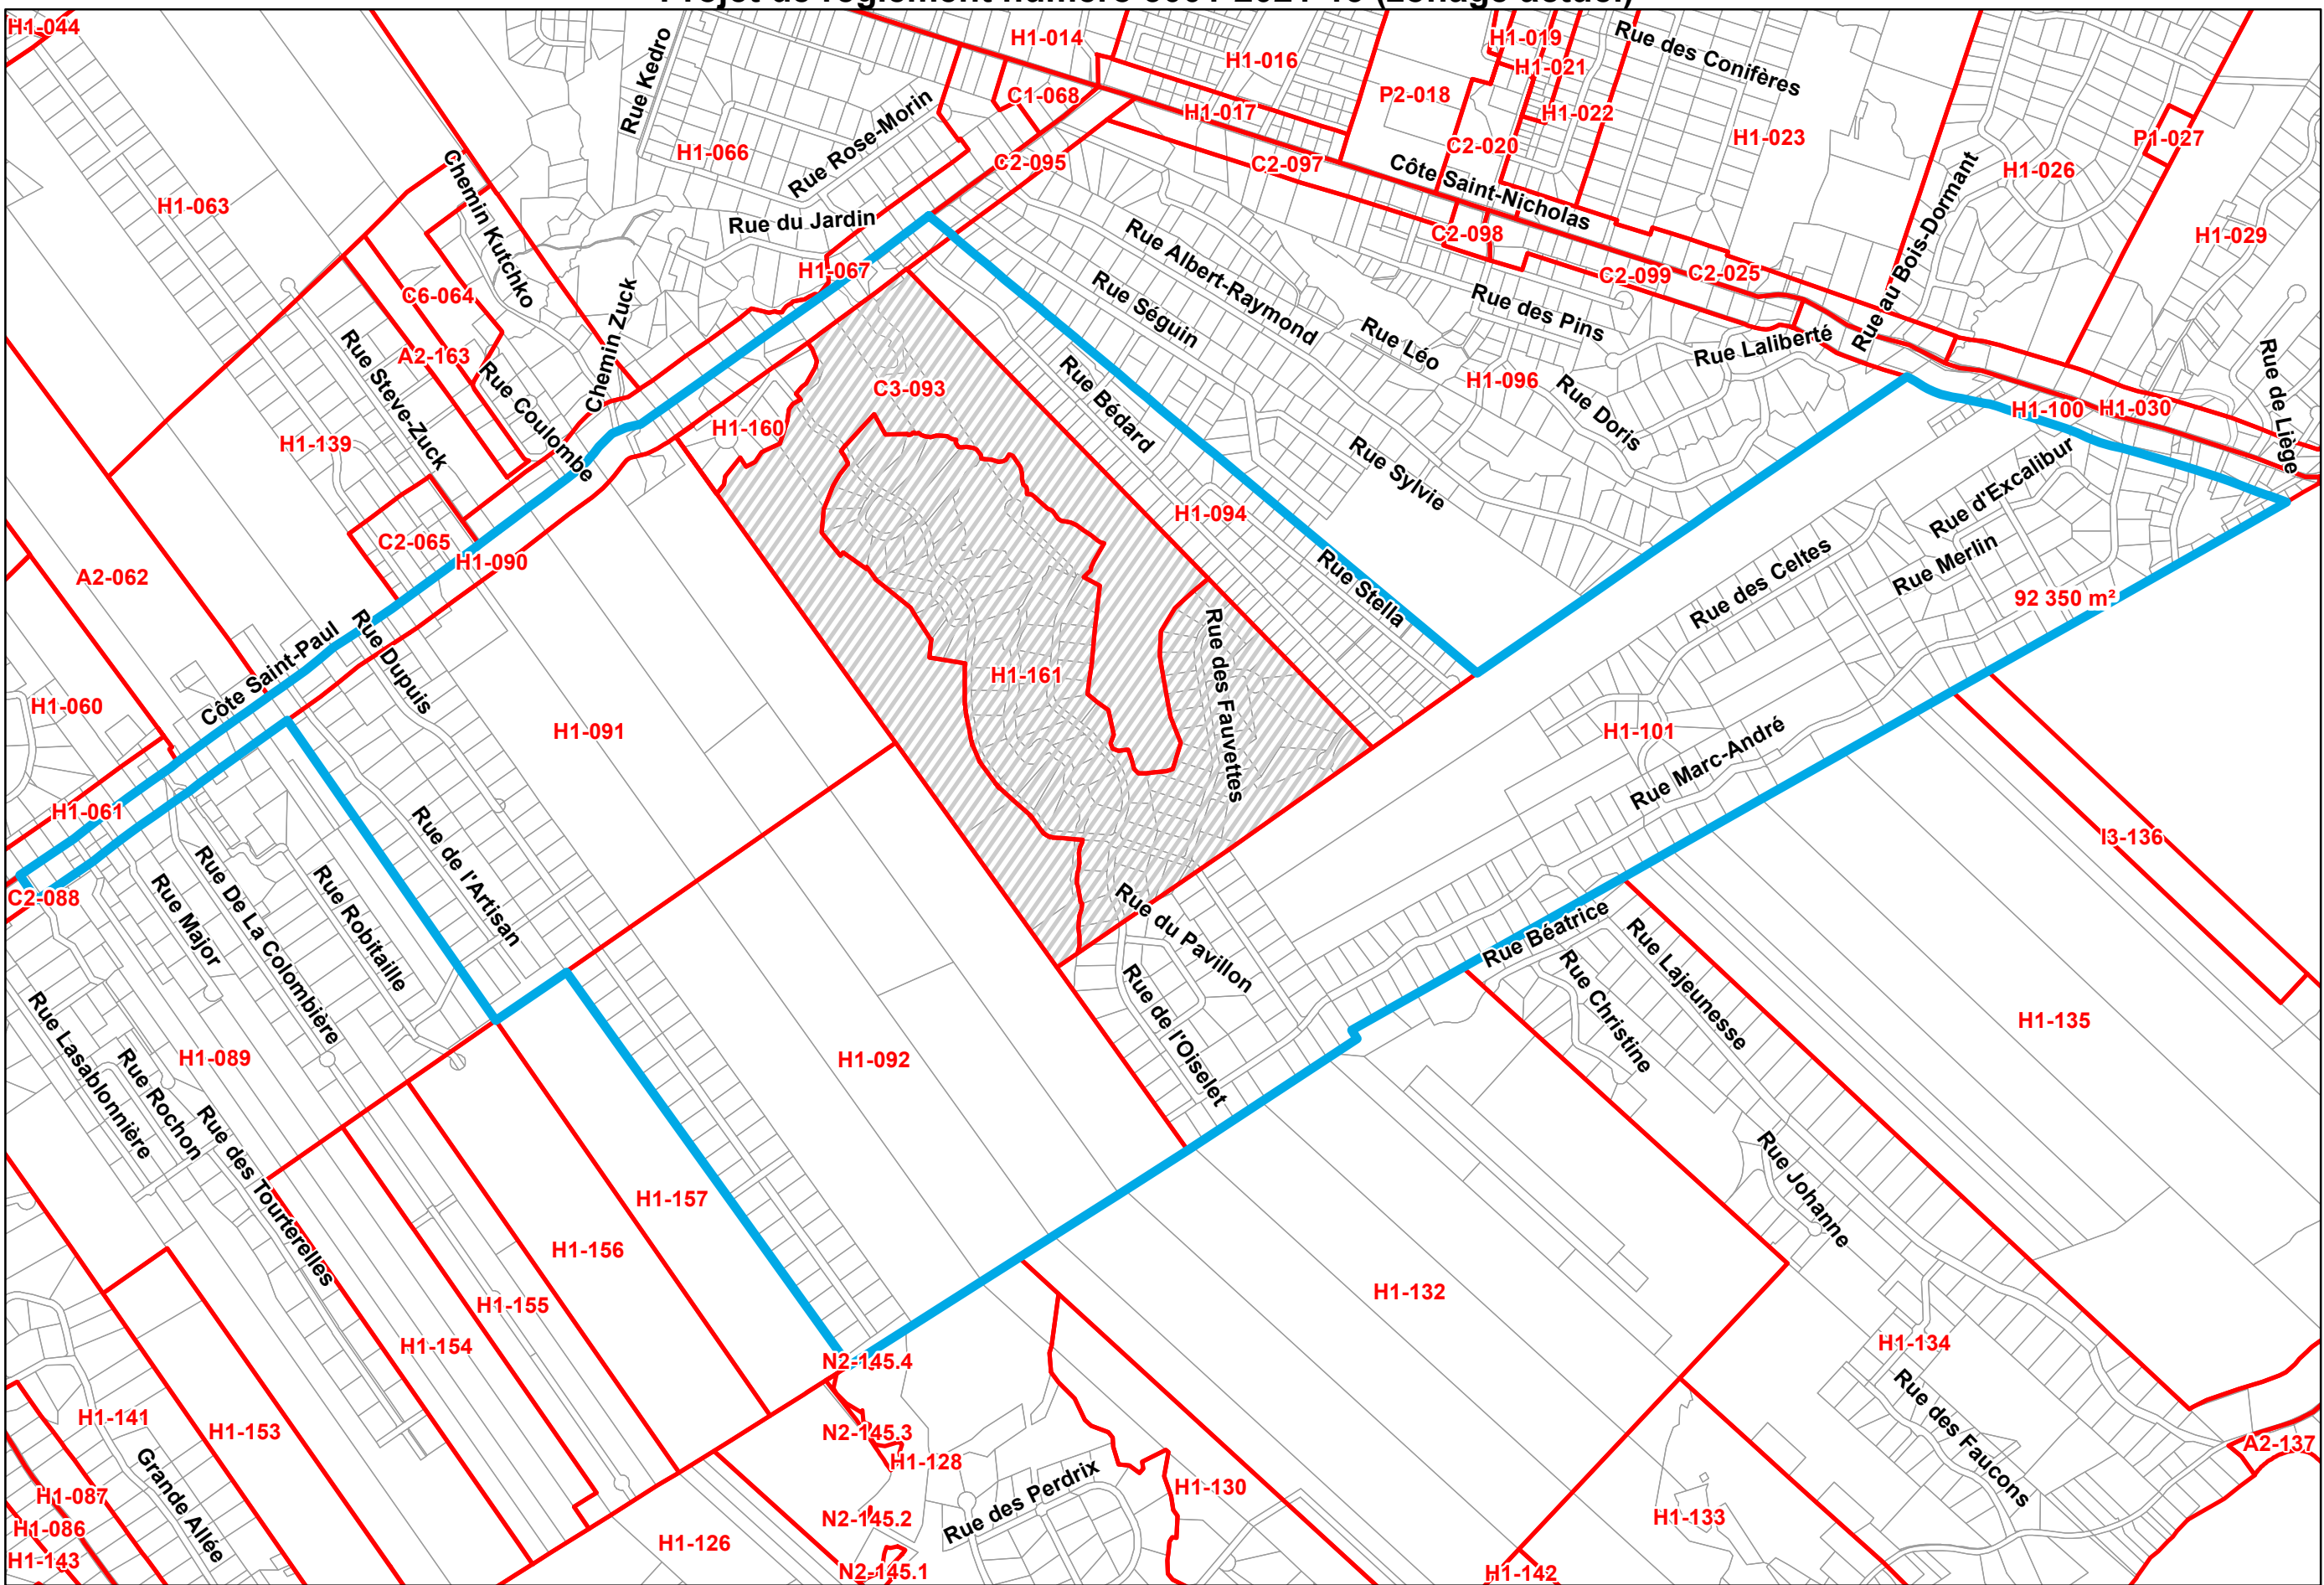 H1-044
H1-014
H1-016
H1-019
H1-021
Rue des Conifères
Rue Kedro
C1-068
H1-017
P2-018
H1-022
H1-023
P1-027
H1-066
Rue Rose-Morin
C2-095
C2-097
C2-020
Côte Saint-Nicholas
H1-026
H1-063
Chemin Kutchko
Rue du Jardin
Rue Albert-Raymond
C2-098
Rue au Bois-Dormant
H1-029
H1-067
C2-099
C2-025
C6-064
Chemin Zuck
Rue Séguin
Rue des Pins
Rue Léo
Rue Laliberté
A2-163
Rue Steve-Zuck
Rue Coulombe
C3-093
Rue Bédard
H1-096
Rue Doris
H1-100
H1-030
Rue de Liège
H1-139
H1-160
Rue Sylvie
Rue d'Excalibur
C2-065
H1-090
H1-094
A2-062
Rue Stella
Rue des Celtes
Rue Merlin
92 350 m²
Côte Saint-Paul
Rue Dupuis
H1-161
Rue des Fauvettes
H1-060
H1-091
H1-101
Rue Marc-André
H1-061
Rue de l'Artisan
I3-136
C2-088
Rue Major
Rue De La Colombière
Rue Robitaille
Rue du Pavillon
Rue Béatrice
Rue Lajeunesse
Rue Christine
Rue de l'Oiselet
H1-135
Rue Lasablonnière
Rue Rochon
H1-089
H1-092
Rue des Tourterelles
H1-157
Rue Johanne
H1-156
H1-132
H1-155
H1-154
H1-134
N2-145.4
H1-141
H1-153
N2-145.3
H1-128
Rue des Faucons
A2-137
Grande Allée
H1-087
Rue des Perdrix
H1-130
H1-086
N2-145.2
H1-133
H1-126
H1-143
N2-145.1
H1-142